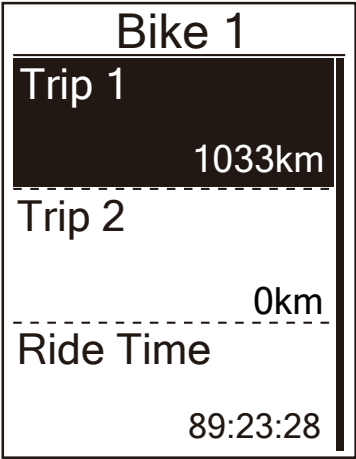 Bike 1
Trip 1
1033km
Trip 2
0km
Ride Time
89:23:28